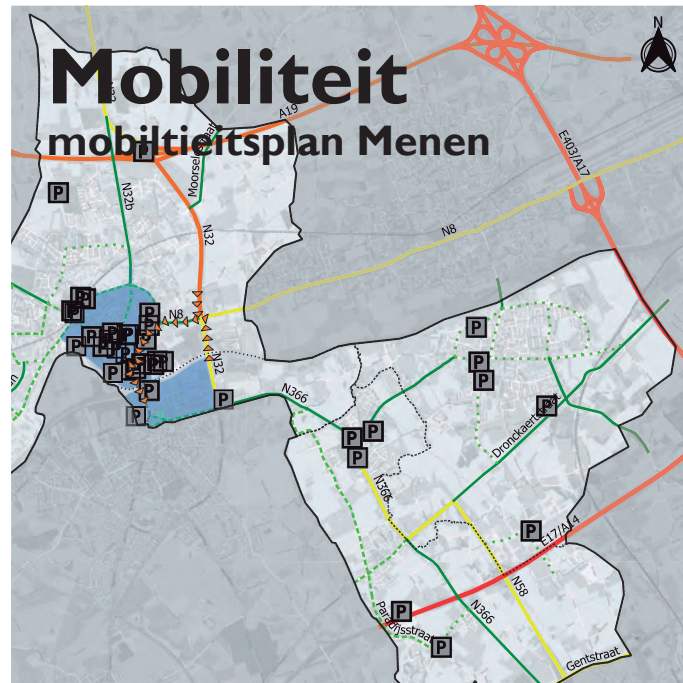 Mobiliteit
mobiltieitsplan Menen
N
A19
E403/A17
N32b
N32
N8
N8
N32
N366
Dronckaertstraat
N366
E17/A14
N58
N366
Paradijsstraat
Gentstraat
P
P
P
P
P
P
P
P
P
P
P
P
P
P